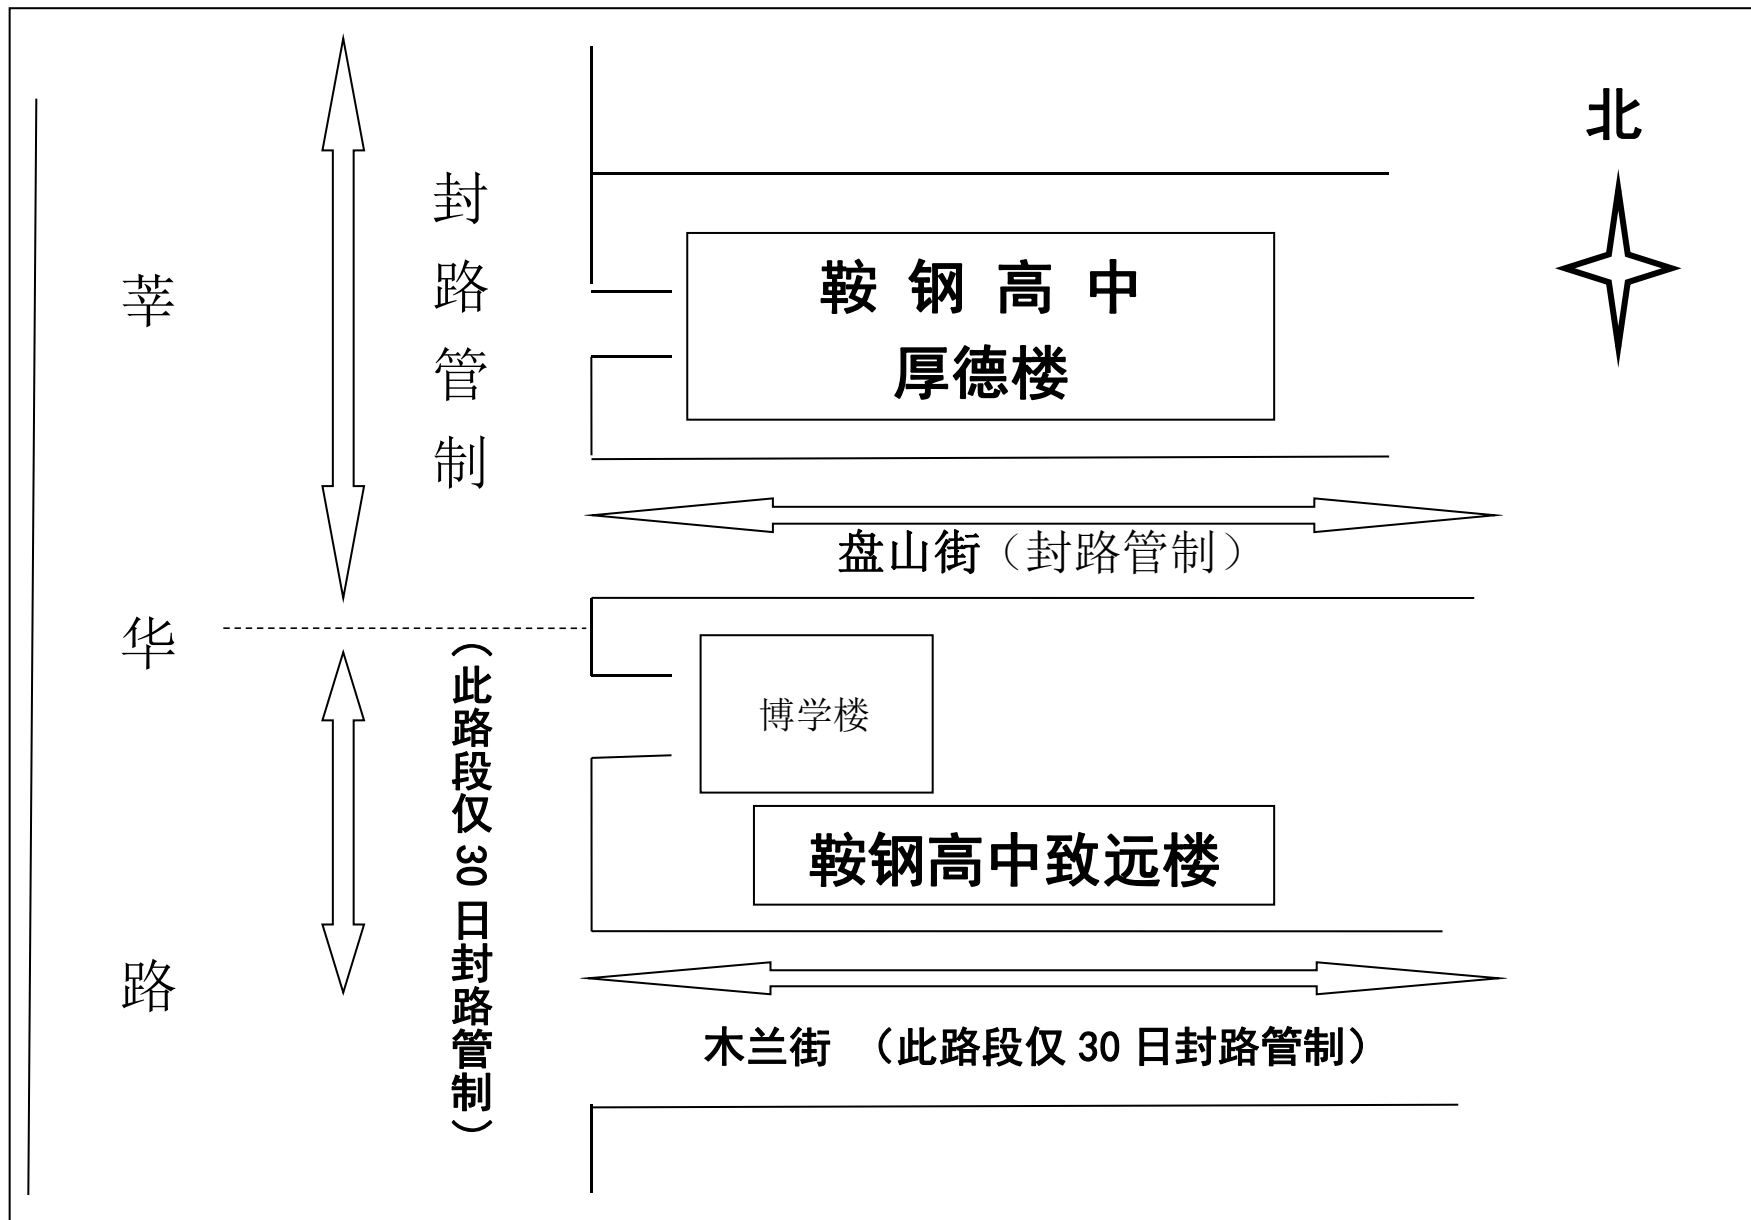 北
莘华路
封路管制
鞍钢高中
厚德楼
盘山街（封路管制）
（此路段仅30日封路管制）
博学楼
鞍钢高中致远楼
木兰街 （此路段仅30日封路管制）